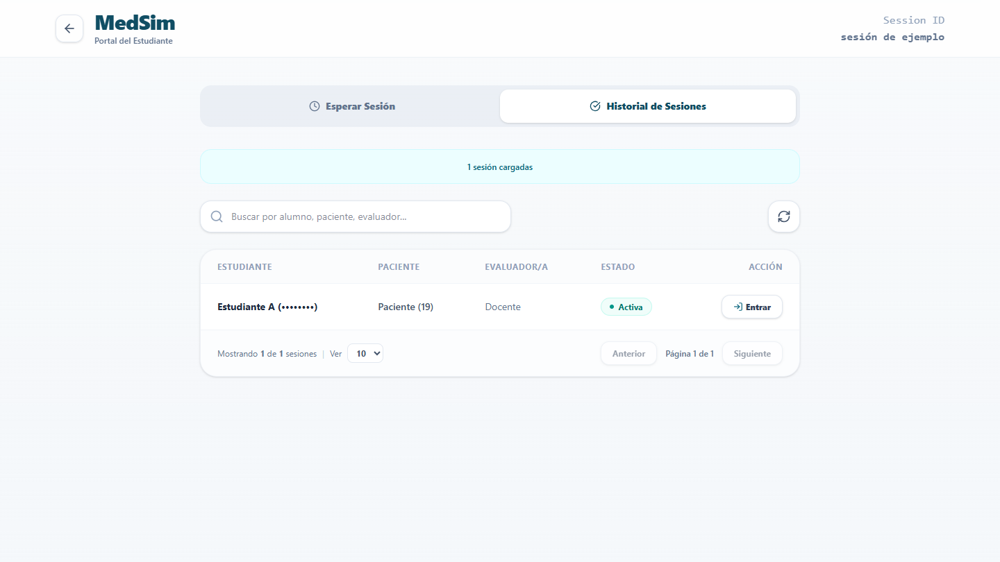 MedSim
Portal del Estudiante
Session ID
sesión de ejemplo
Esperar Sesión
Historial de Sesiones
1 sesión cargadas
Buscar por alumno, paciente, evaluador...
ESTUDIANTE PACIENTE EVALUADOR/A ESTADO ACCIÓN
Estudiante A (••••••••) Paciente (19) Docente Activa Entrar
Mostrando 1 de 1 sesiones | Ver 10 Anterior Página 1 de 1 Siguiente